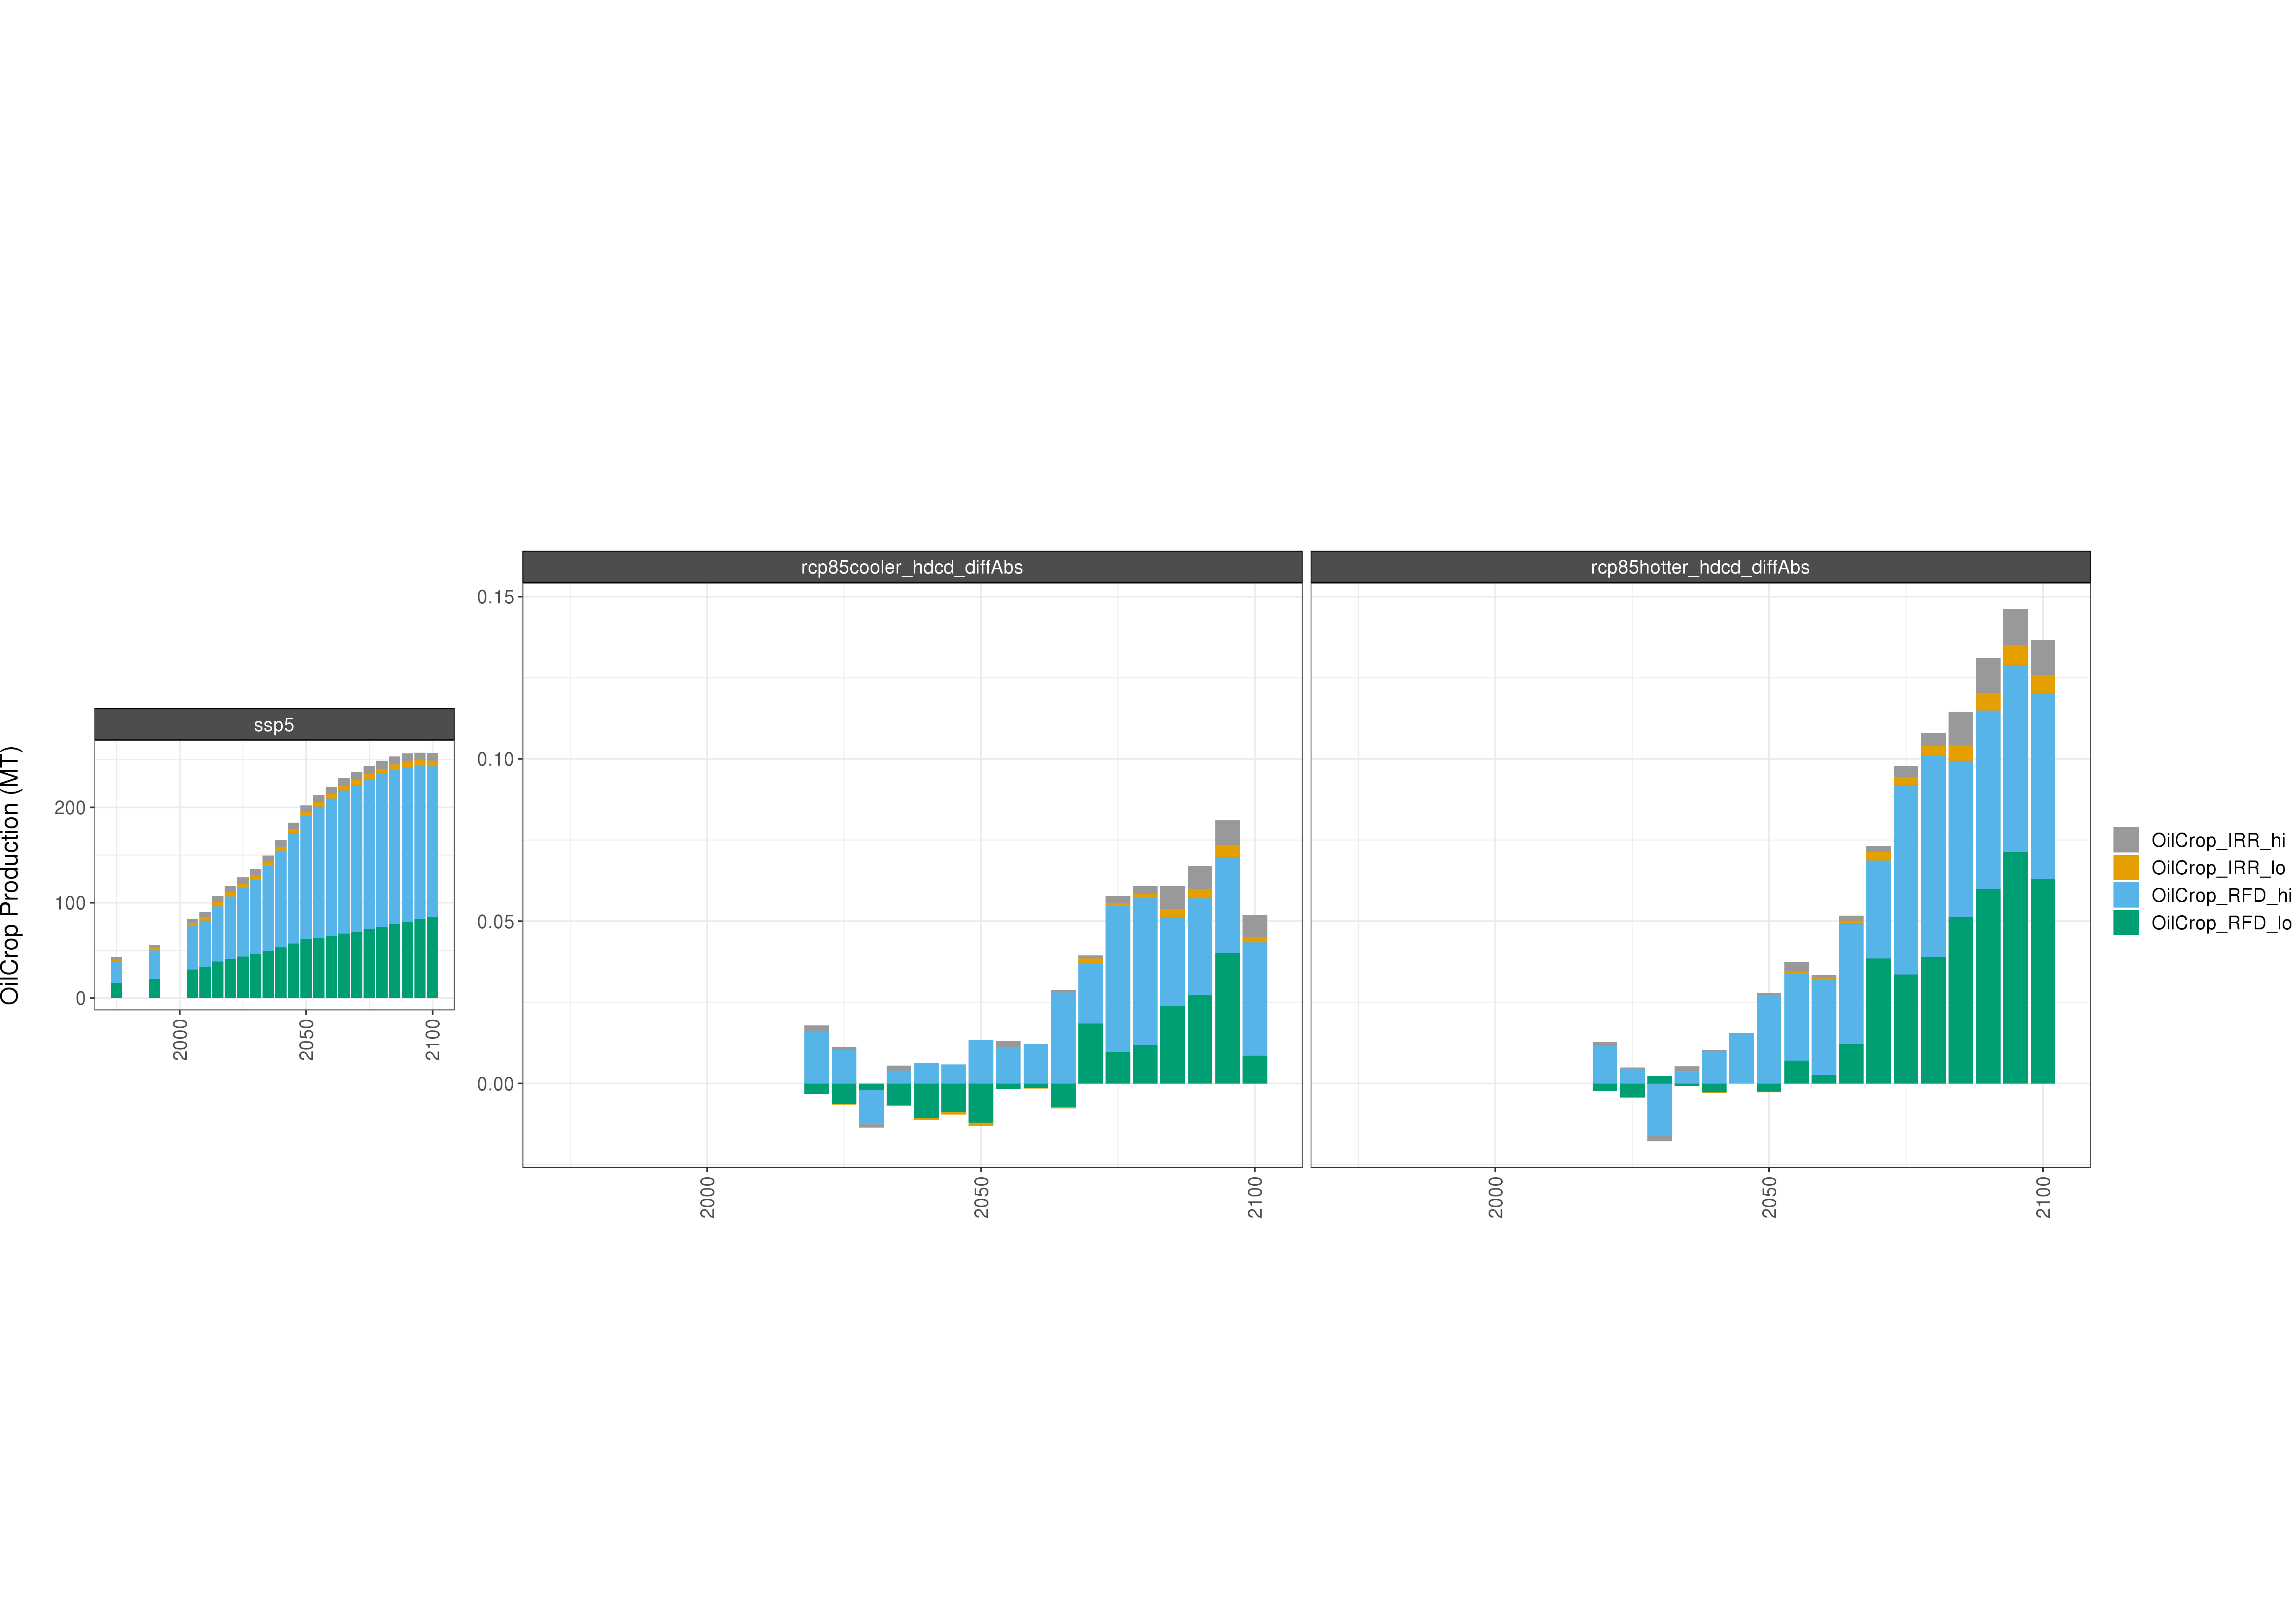 OilCrop Production (MT)
ssp5
200
100
0
2000
2050
2100
rcp85cooler_hdcd_diffAbs
rcp85hotter_hdcd_diffAbs
0.15
0.10
0.05
0.00
2000
2050
2100
2000
2050
2100
OilCrop_IRR_hi
OilCrop_IRR_lo
OilCrop_RFD_hi
OilCrop_RFD_lo